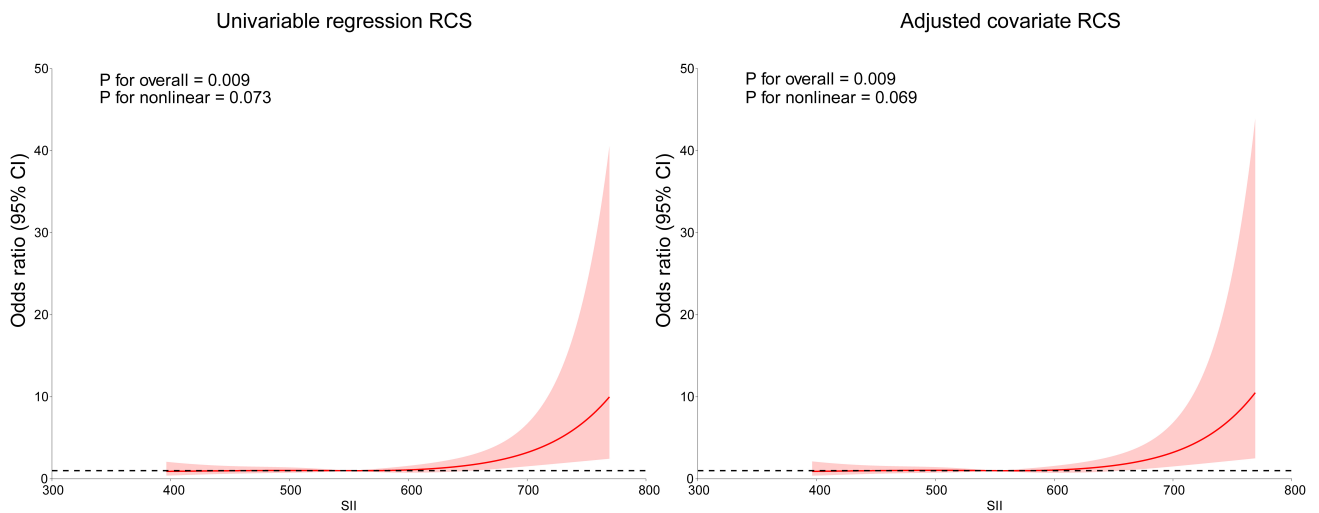 Univariable regression RCS
P for overall = 0.009
P for nonlinear = 0.073
Odds ratio (95% CI)
50
40
30
20
10
0
300 400 500 600 700 800
SII
Adjusted covariate RCS
P for overall = 0.009
P for nonlinear = 0.069
Odds ratio (95% CI)
50
40
30
20
10
0
300 400 500 600 700 800
SII